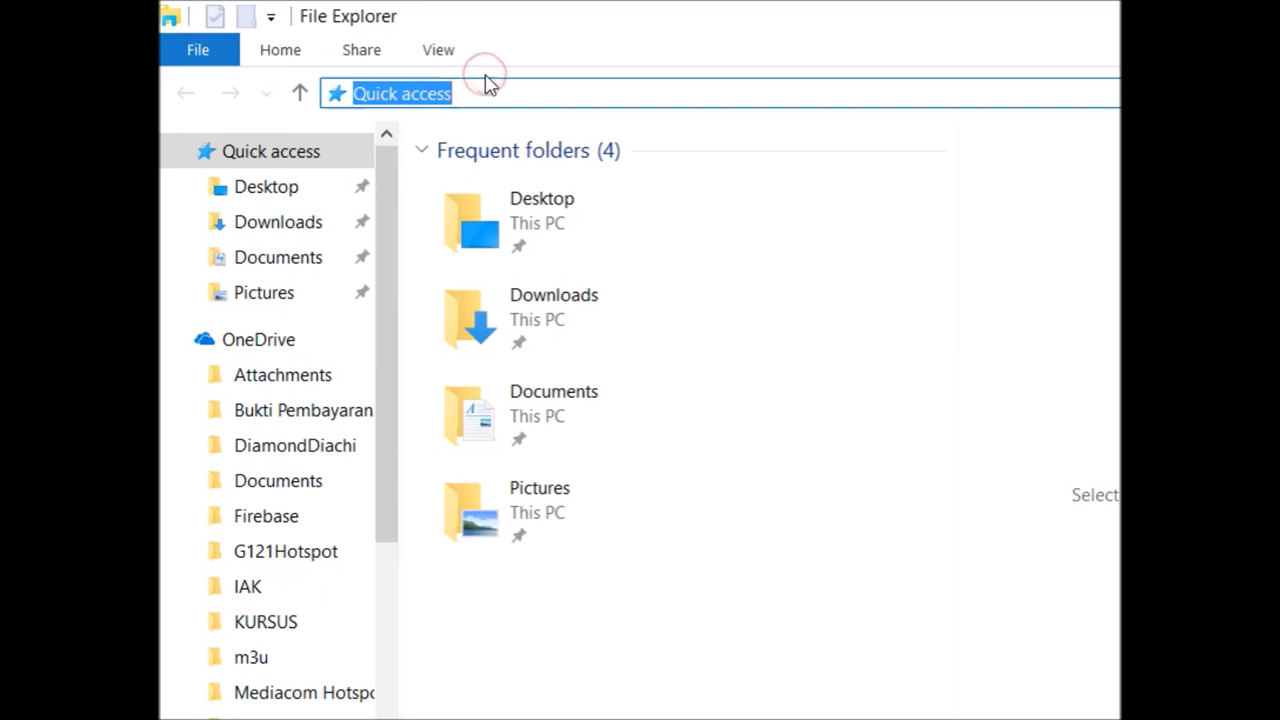 File Explorer
File Home Share View
Quick access
Quick access
Desktop
Downloads
Documents
Pictures
OneDrive
Attachments
Bukti Pembayaran
DiamondDiachi
Documents
Firebase
G121Hotspot
IAK
KURSUS
m3u
Mediacom Hotspo
Frequent folders (4)
Desktop
This PC
Downloads
This PC
Documents
This PC
Pictures
This PC
Select